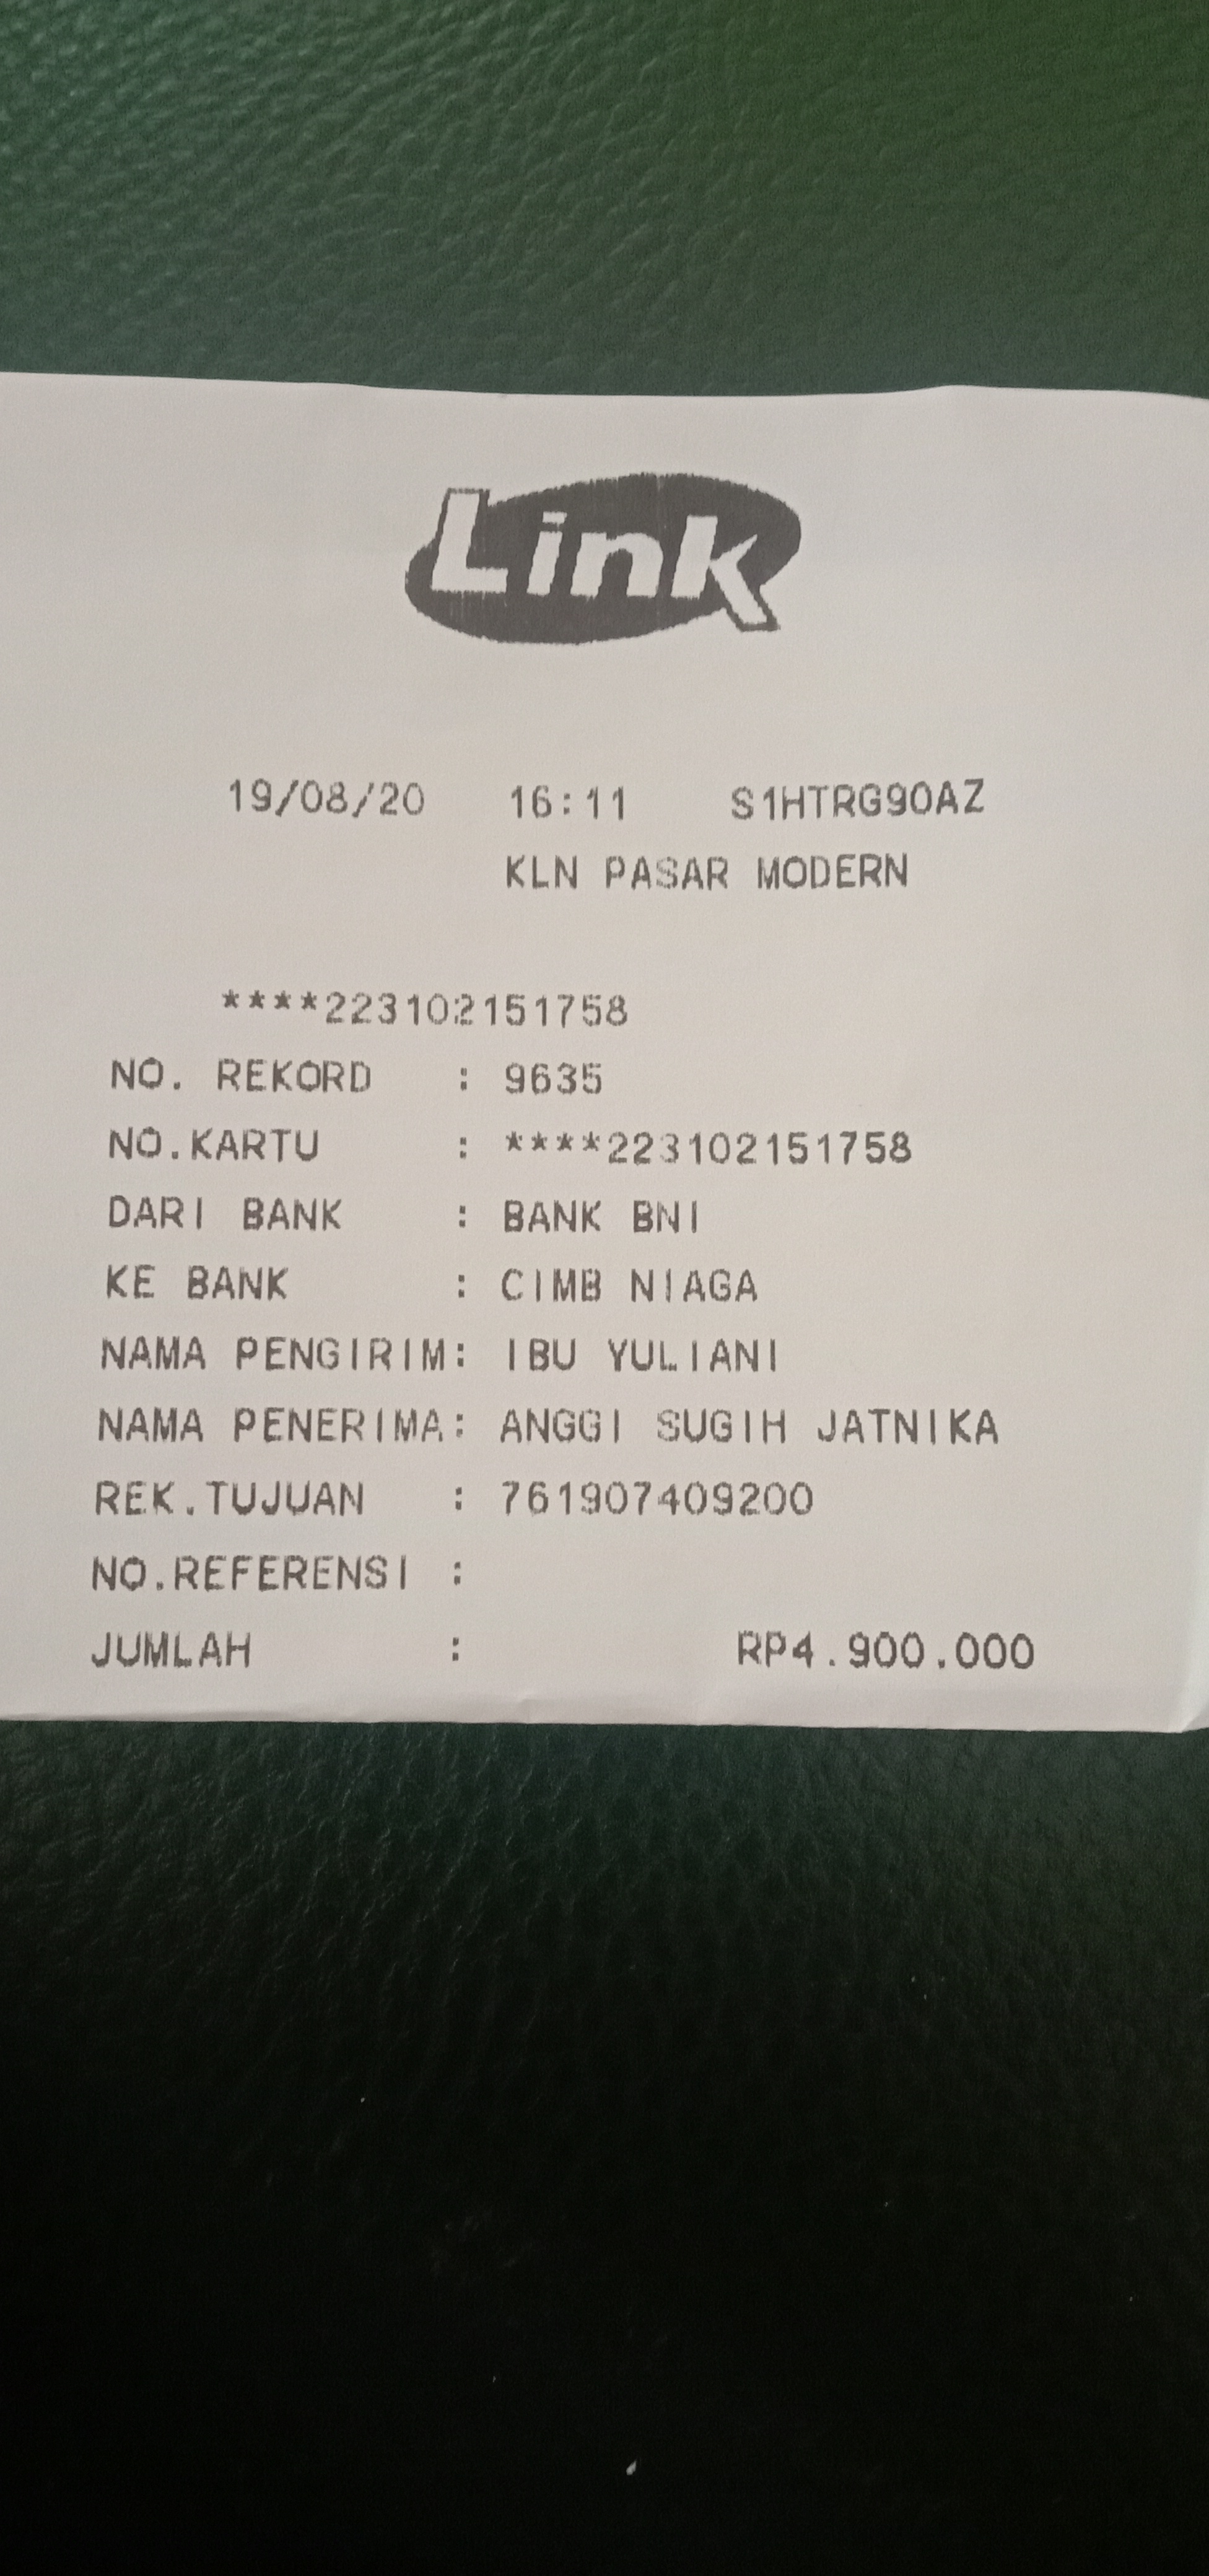 Link
19/08/20 16:11 S1HTRG90AZ
KLN PASAR MODERN
****223102151758
NO. REKORD : 9635
NO.KARTU : ****223102151758
DARI BANK : BANK BNI
KE BANK : CIMB NIAGA
NAMA PENGIRIM: IBU YULIANI
NAMA PENERIMA: ANGGI SUGIH JATNIKA
REK.TUJUAN : 761907409200
NO.REFERENSI :
JUMLAH : RP4.900.000